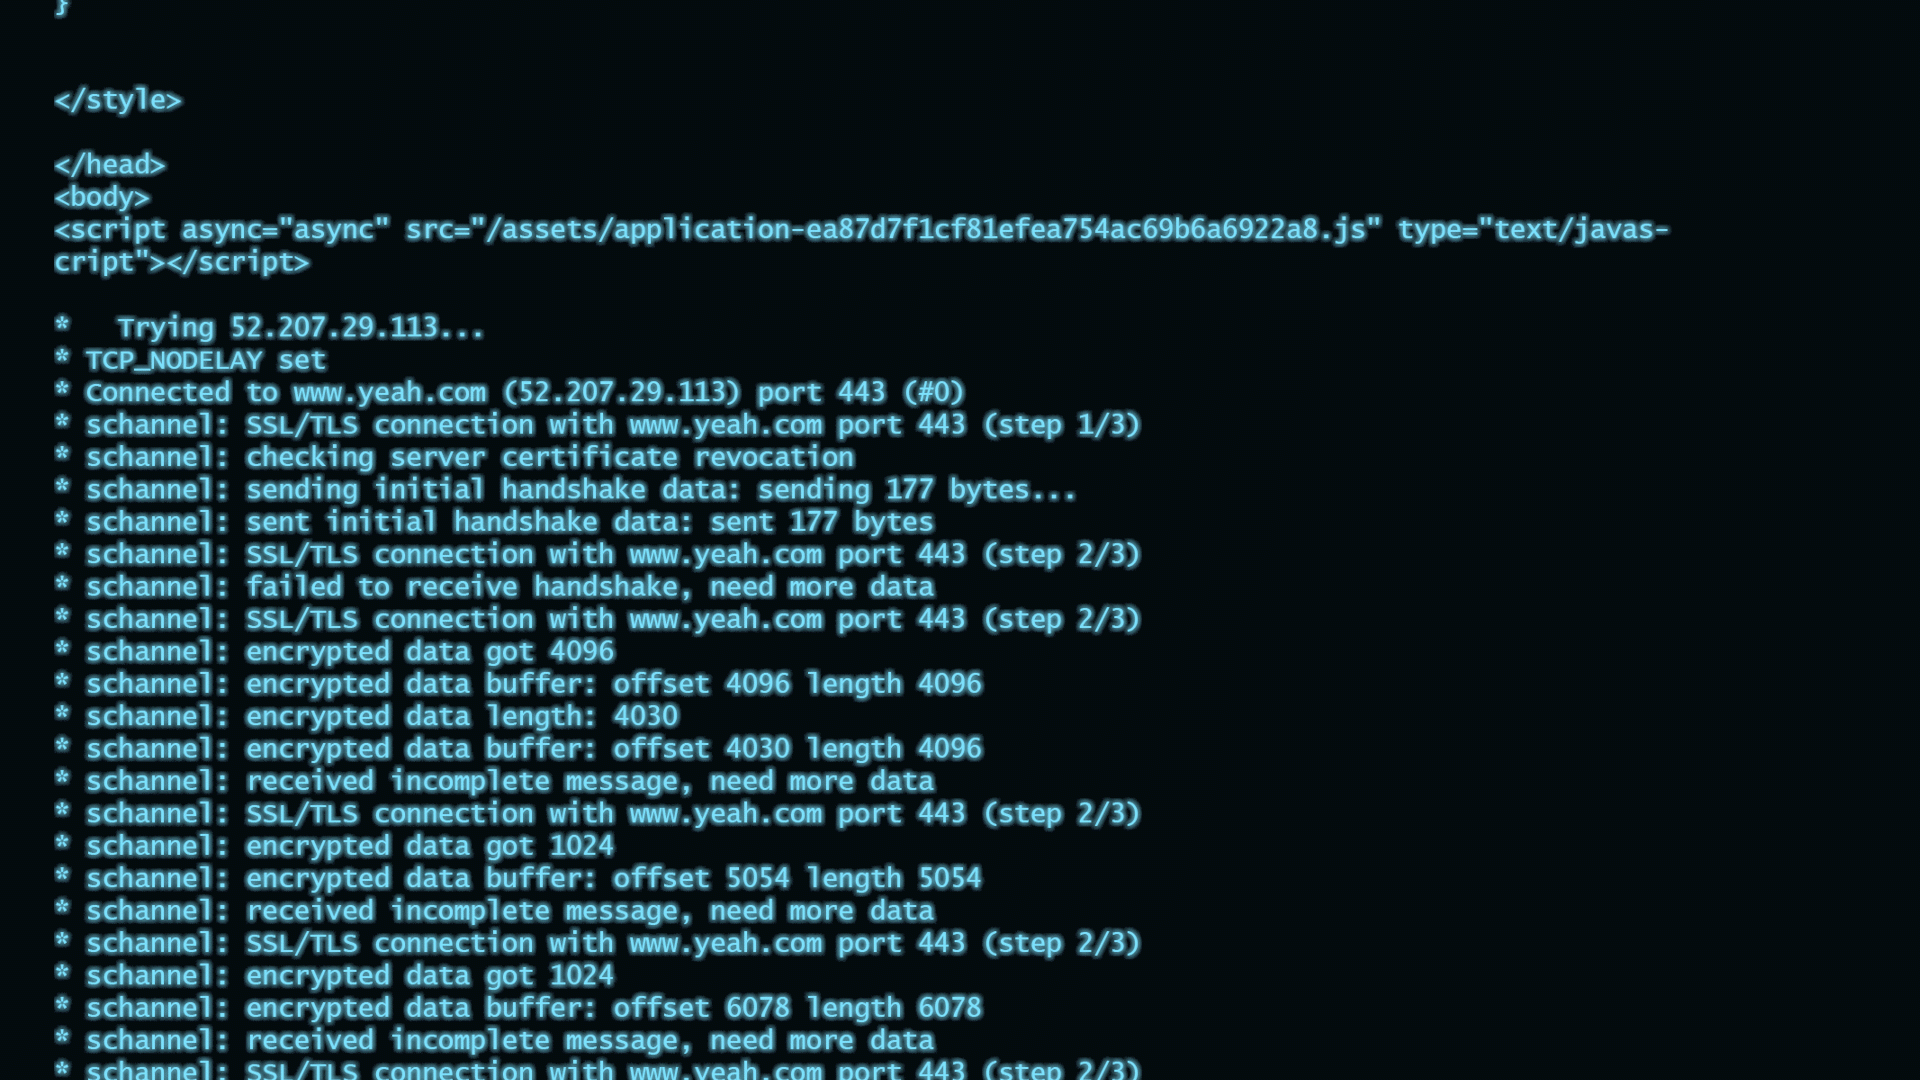 }
</style>
</head>
<body>
<script async="async" src="/assets/application-ea87d7f1cf81efea754ac69b6a6922a8.js" type="text/javas-
cript"></script>
*   Trying 52.207.29.113...
* TCP_NODELAY set
* Connected to www.yeah.com (52.207.29.113) port 443 (#0)
* schannel: SSL/TLS connection with www.yeah.com port 443 (step 1/3)
* schannel: checking server certificate revocation
* schannel: sending initial handshake data: sending 177 bytes...
* schannel: sent initial handshake data: sent 177 bytes
* schannel: SSL/TLS connection with www.yeah.com port 443 (step 2/3)
* schannel: failed to receive handshake, need more data
* schannel: SSL/TLS connection with www.yeah.com port 443 (step 2/3)
* schannel: encrypted data got 4096
* schannel: encrypted data buffer: offset 4096 length 4096
* schannel: encrypted data length: 4030
* schannel: encrypted data buffer: offset 4030 length 4096
* schannel: received incomplete message, need more data
* schannel: SSL/TLS connection with www.yeah.com port 443 (step 2/3)
* schannel: encrypted data got 1024
* schannel: encrypted data buffer: offset 5054 length 5054
* schannel: received incomplete message, need more data
* schannel: SSL/TLS connection with www.yeah.com port 443 (step 2/3)
* schannel: encrypted data got 1024
* schannel: encrypted data buffer: offset 6078 length 6078
* schannel: received incomplete message, need more data
* schannel: SSL/TLS connection with www.yeah.com port 443 (step 2/3)